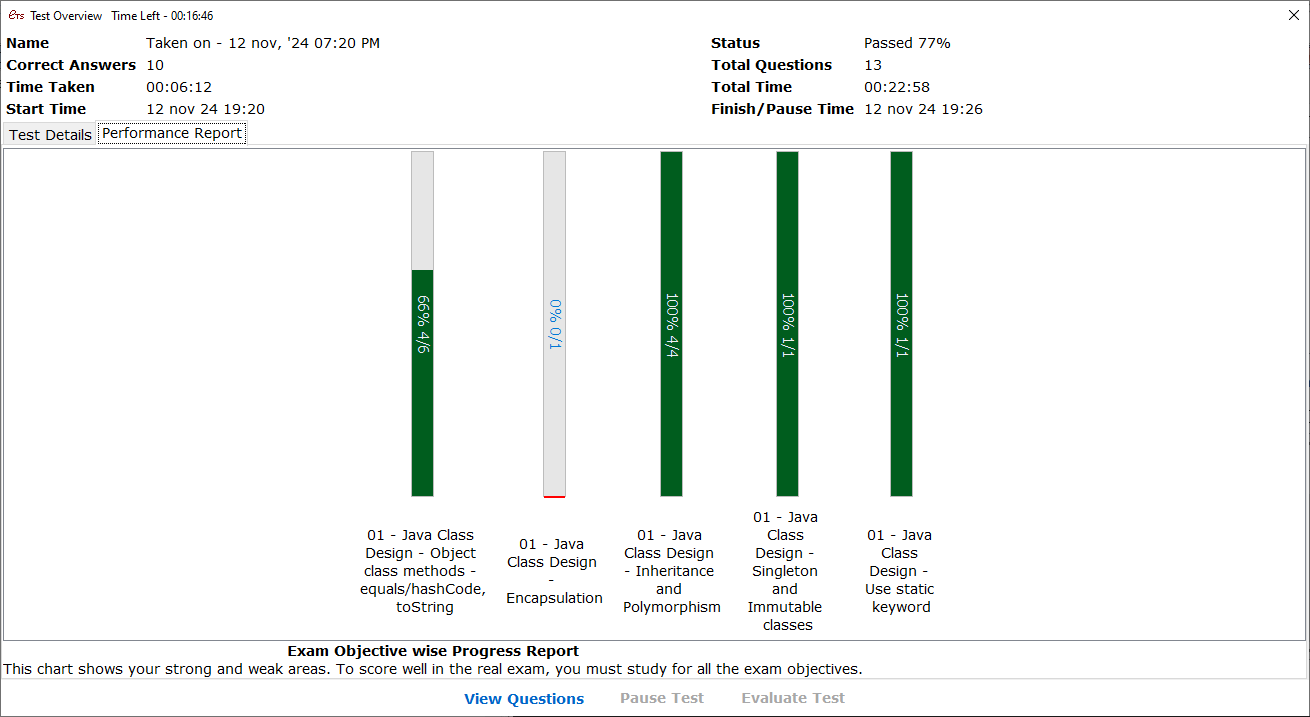 ETS Test Overview Time Left - 00:16:46
Name Taken on - 12 nov, '24 07:20 PM Status Passed 77%
Correct Answers 10 Total Questions 13
Time Taken 00:06:12 Total Time 00:22:58
Start Time 12 nov 24 19:20 Finish/Pause Time 12 nov 24 19:26
Test Details Performance Report
66% 4/6
0% 0/1
100% 4/4
100% 1/1
100% 1/1
01 - Java Class
Design - Object
class methods -
equals/hashCode,
toString
01 - Java
Class Design
-
Encapsulation
01 - Java
Class Design
- Inheritance
and
Polymorphism
01 - Java
Class
Design -
Singleton
and
Immutable
classes
01 - Java
Class
Design -
Use static
keyword
Exam Objective wise Progress Report
This chart shows your strong and weak areas. To score well in the real exam, you must study for all the exam objectives.
View Questions Pause Test Evaluate Test